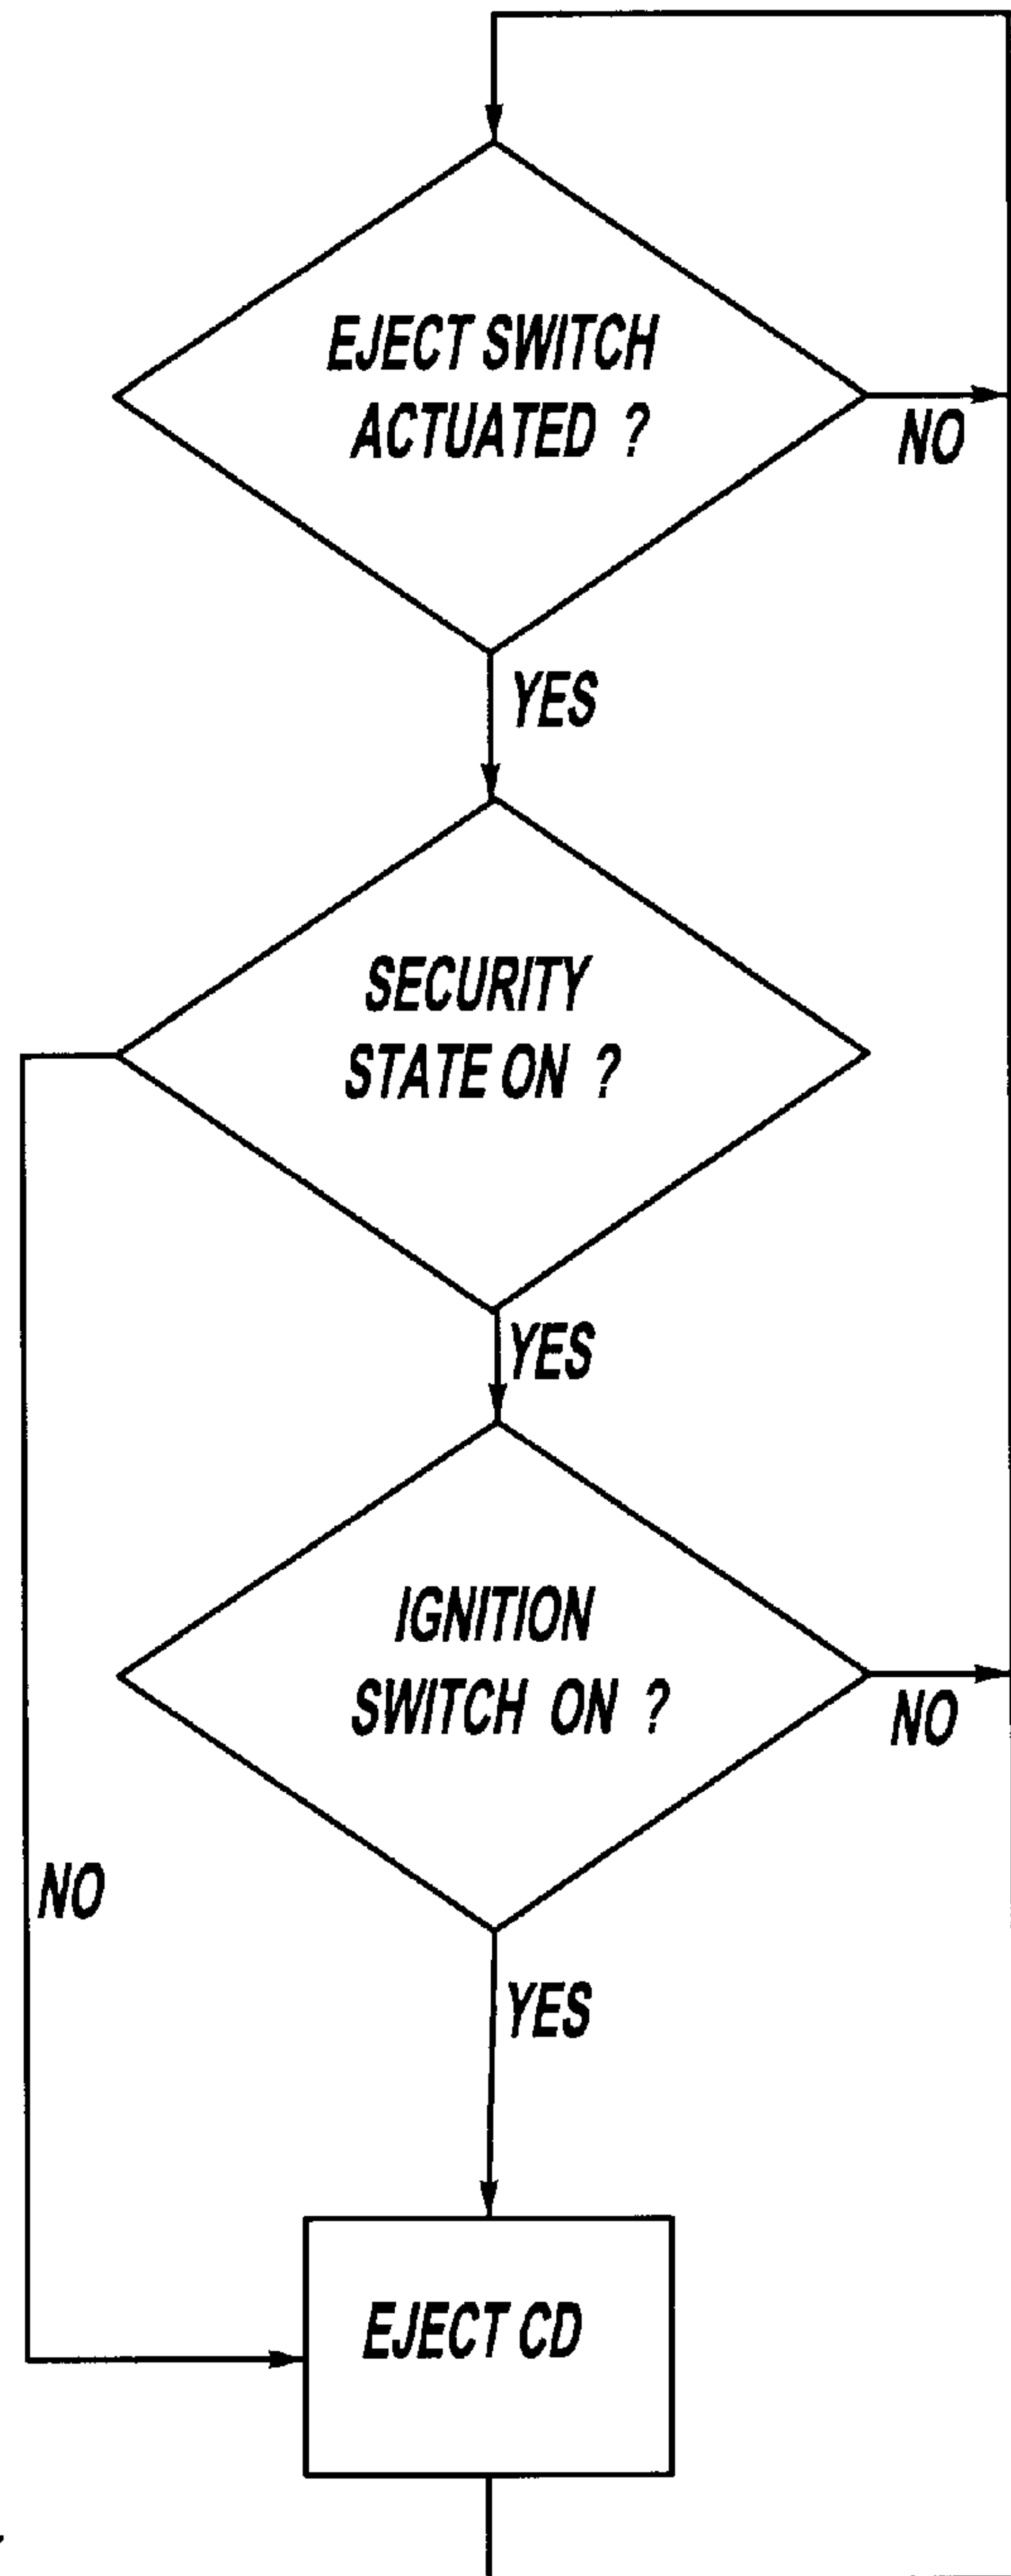 EJECT SWITCH
ACTUATED ?
NO
YES
SECURITY
STATE ON ?
YES
IGNITION
SWITCH ON ?
NO
NO
YES
EJECT CD